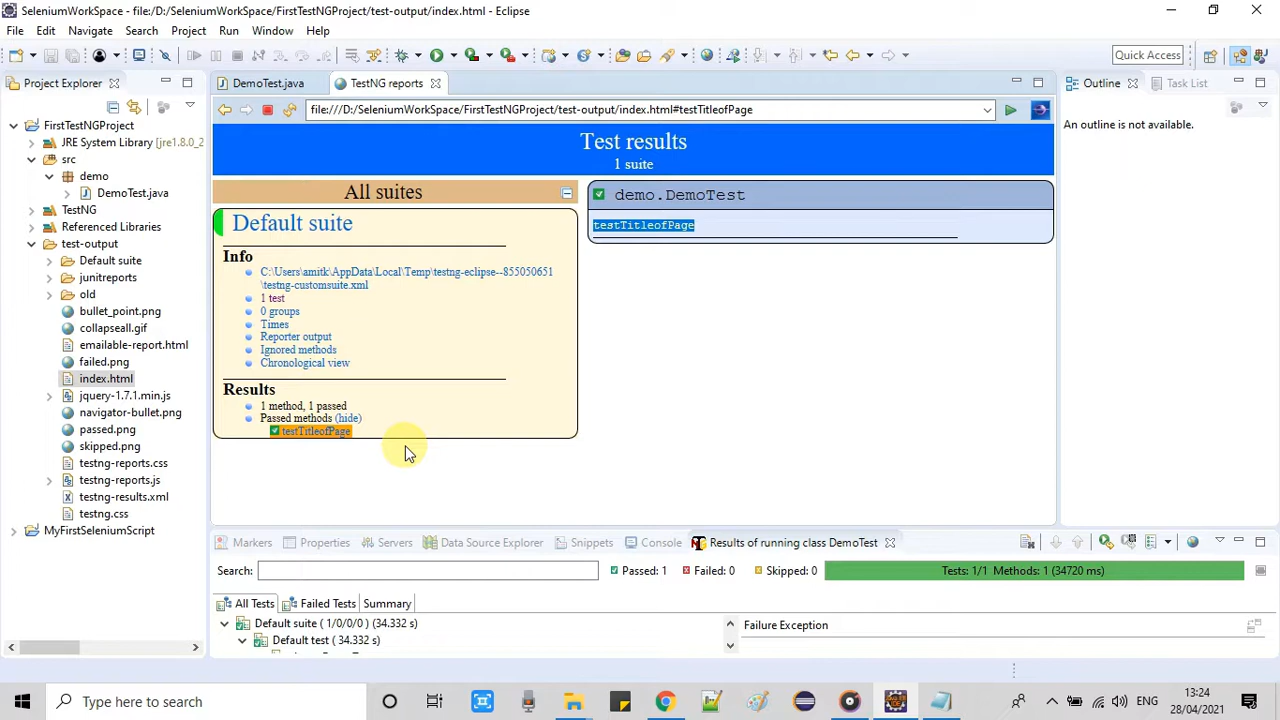 SeleniumWorkSpace - FirstTestNGProject/test-output/index.html - Eclipse
File Edit Navigate Search Project Run Window Help
Quick Access
Project Explorer
FirstTestNGProject
JRE System Library [jre1.8.0_2
src
demo
DemoTest.java
TestNG
Referenced Libraries
test-output
Default suite
junitreports
old
bullet_point.png
collapseall.gif
emailable-report.html
failed.png
index.html
jquery-1.7.1.min.js
navigator-bullet.png
passed.png
skipped.png
testng-reports.css
testng-reports.js
testng-results.xml
testng.css
MyFirstSeleniumScript
DemoTest.java TestNG reports
file:///D:/SeleniumWorkSpace/FirstTestNGProject/test-output/index.html#testTitleofPage
Test results
1 suite
All suites
Default suite
Info
C:\Users\amitk\AppData\Local\Temp\testng-eclipse--855050651
\testng-customsuite.xml
1 test
0 groups
Times
Reporter output
Ignored methods
Chronological view
Results
1 method, 1 passed
Passed methods (hide)
testTitleofPage
demo.DemoTest
testTitleofPage
Outline Task List
An outline is not available.
Markers Properties Servers Data Source Explorer Snippets Console Results of running class DemoTest
Search: Passed: 1 Failed: 0 Skipped: 0 Tests: 1/1 Methods: 1 (34720 ms)
All Tests Failed Tests Summary
Default suite ( 1/0/0/0 ) (34.332 s)
Default test ( 34.332 s)
Failure Exception
Type here to search
ENG
13:24
28/04/2021